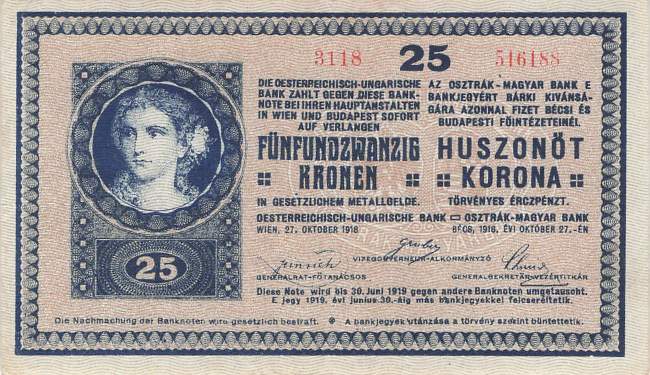 3118 25 516188
DIE OESTERREICHISCH-UNGARISCHE
BANK ZAHLT GEGEN DIESE BANK-
NOTE BEI IHREN HAUPTANSTALTEN
IN WIEN UND BUDAPEST SOFORT
AUF VERLANGEN
FÜNFUNDZWANZIG
KRONEN
IN GESETZLICHEM METALLGELDE.
OESTERREICHISCH-UNGARISCHE BANK
WIEN, 27. OKTOBER 1918
AZ OSZTRÁK-MAGYAR BANK E
BANKJEGYÉRT BÁRKI KIVÁNSÁ-
GÁRA AZONNAL FIZET BÉCSI ÉS
BUDAPESTI FŐINTÉZETEINÉL
HUSZONÖT
KORONA
TÖRVÉNYES ÉRCZPÉNZT.
OSZTRÁK-MAGYAR BANK
BÉCS, 1918. ÉVI OKTÓBER 27.-ÉN
25
GENERALRAT-FŐTANÁCSOS
VIZEGOUVERNEUR-ALKORMÁNYZÓ
GENERALSEKRETÄR-VEZÉRTITKÁR
Diese Note wird bis 30. Juni 1919 gegen andere Banknoten umgetauscht.
E jegy 1919. évi junius 30.-áig más bankjegyekkel felcseréltetik.
Die Nachmachung der Banknoten wird gesetzlich bestraft. A bankjegyek utánzása a törvény szerint büntettetik.